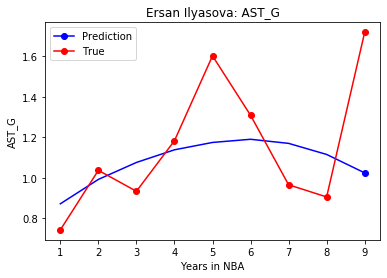 Ersan Ilyasova: AST_G
Prediction
True
AST_G
1.6
1.4
1.2
1.0
0.8
1 2 3 4 5 6 7 8 9
Years in NBA